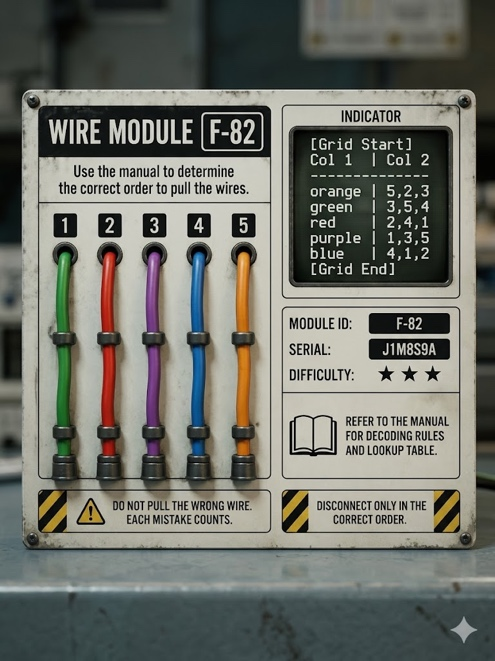 WIRE MODULE F-82
Use the manual to determine
the correct order to pull the wires.
1 2 3 4 5
DO NOT PULL THE WRONG WIRE.
EACH MISTAKE COUNTS.
INDICATOR
[Grid Start]
Col 1 | Col 2
---------------
orange | 5,2,3
green | 3,5,4
red | 2,4,1
purple | 1,3,5
blue | 4,1,2
[Grid End]
MODULE ID: F-82
SERIAL: J1M8S9A
DIFFICULTY: ★ ★ ★
REFER TO THE MANUAL
FOR DECODING RULES
AND LOOKUP TABLE.
DISCONNECT ONLY IN THE
CORRECT ORDER.